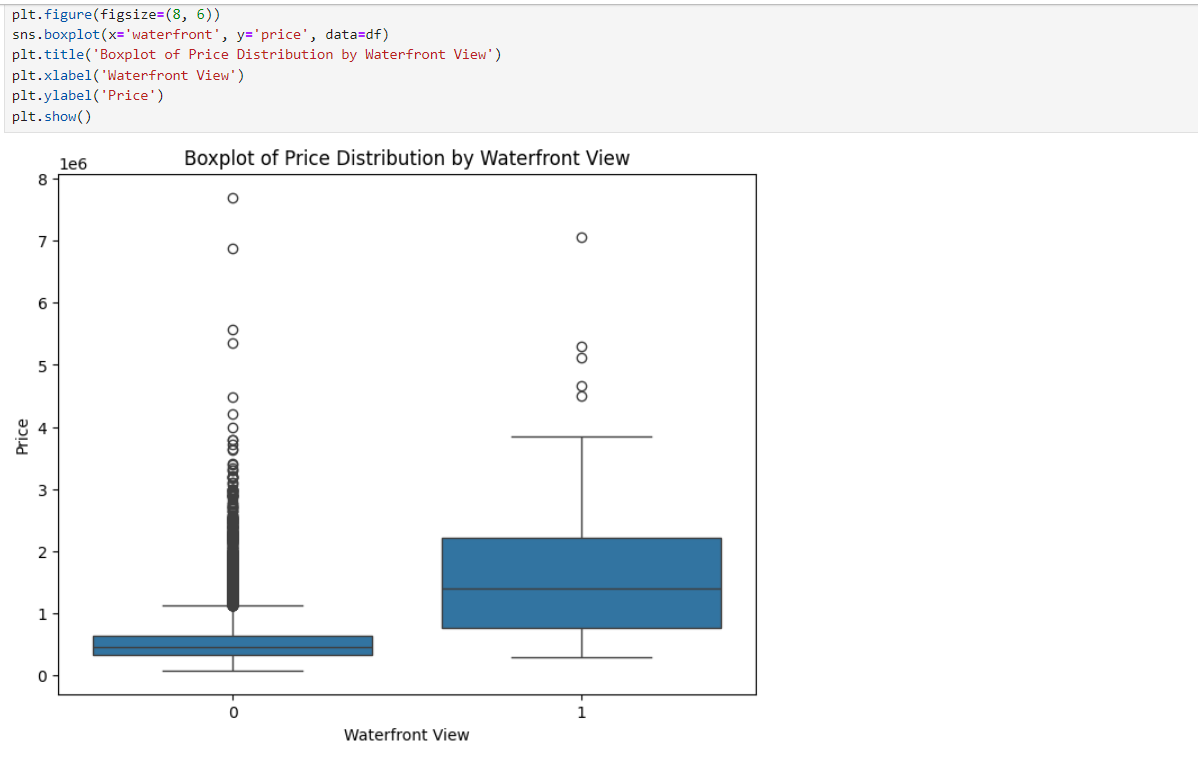 plt.figure(figsize=(8, 6))
sns.boxplot(x='waterfront', y='price', data=df)
plt.title('Boxplot of Price Distribution by Waterfront View')
plt.xlabel('Waterfront View')
plt.ylabel('Price')
plt.show()
Boxplot of Price Distribution by Waterfront View
1e6
8
7
6
5
4
3
2
1
0
Price
0
1
Waterfront View